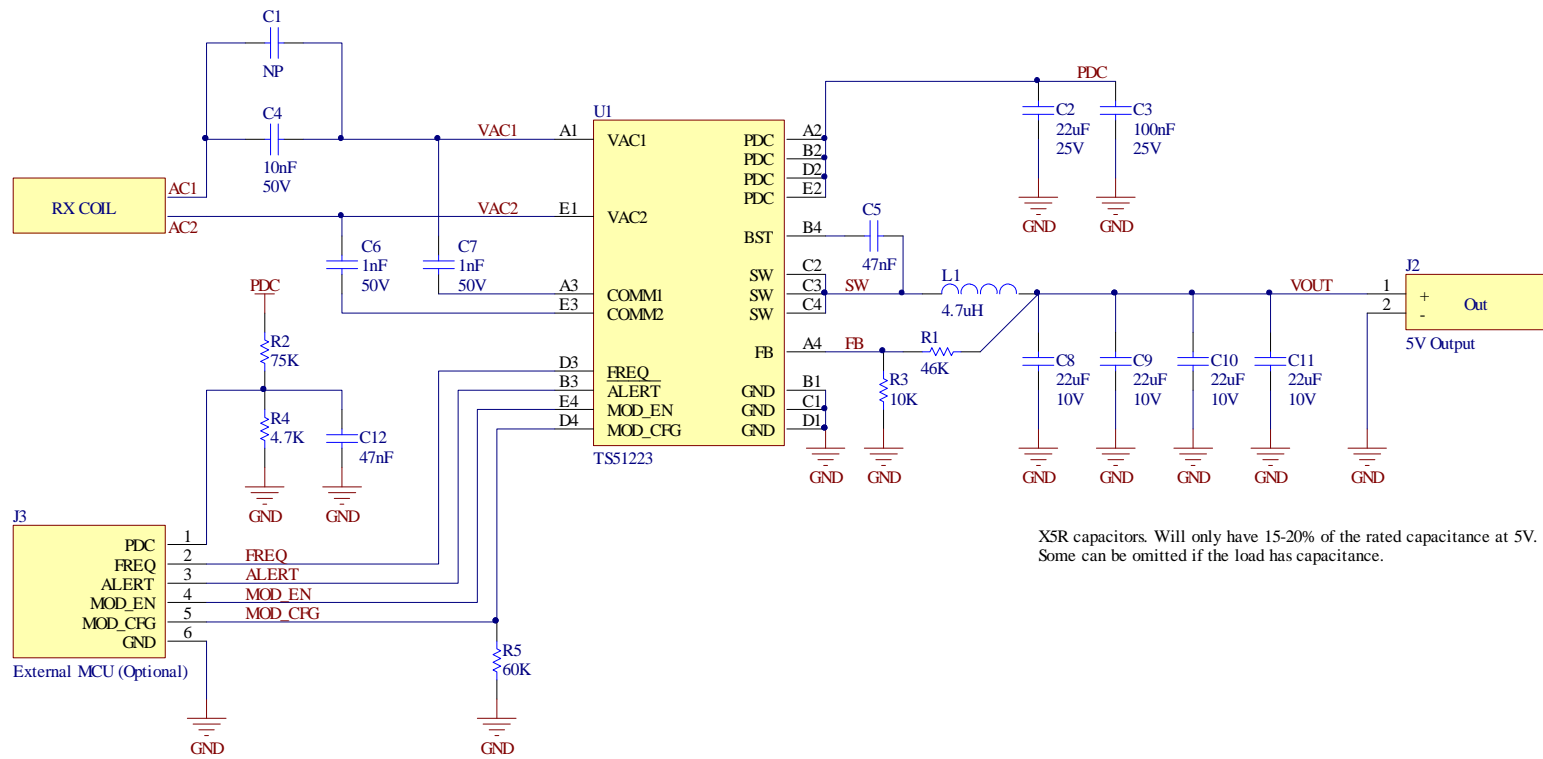 C1
NP
C4
10nF
50V
RX COIL
AC1
AC2
VAC1
VAC2
C6
1nF
50V
C7
1nF
50V
U1
A1
VAC1
E1
VAC2
A3
COMM1
E3
COMM2
D3
FREQ
B3
ALERT
E4
MOD_EN
D4
MOD_CFG
TS51223
PDC
A2
PDC
B2
PDC
D2
PDC
E2
BST
B4
SW
C2
SW
C3
SW
C4
FB
A4
GND
B1
GND
C1
GND
D1
GND
PDC
C2
22uF
25V
GND
C3
100nF
25V
GND
C5
47nF
SW
L1
4.7uH
FB
R1
46K
R3
10K
GND
C8
22uF
10V
GND
C9
22uF
10V
GND
C10
22uF
10V
GND
C11
22uF
10V
GND
VOUT
J2
1
2
+
-
Out
5V Output
GND
X5R capacitors. Will only have 15-20% of the rated capacitance at 5V.
Some can be omitted if the load has capacitance.
PDC
R2
75K
R4
4.7K
GND
C12
47nF
GND
J3
PDC
1
FREQ
2
FREQ
ALERT
3
ALERT
MOD_EN
4
MOD_EN
MOD_CFG
5
MOD_CFG
GND
6
External MCU (Optional)
GND
R5
60K
GND